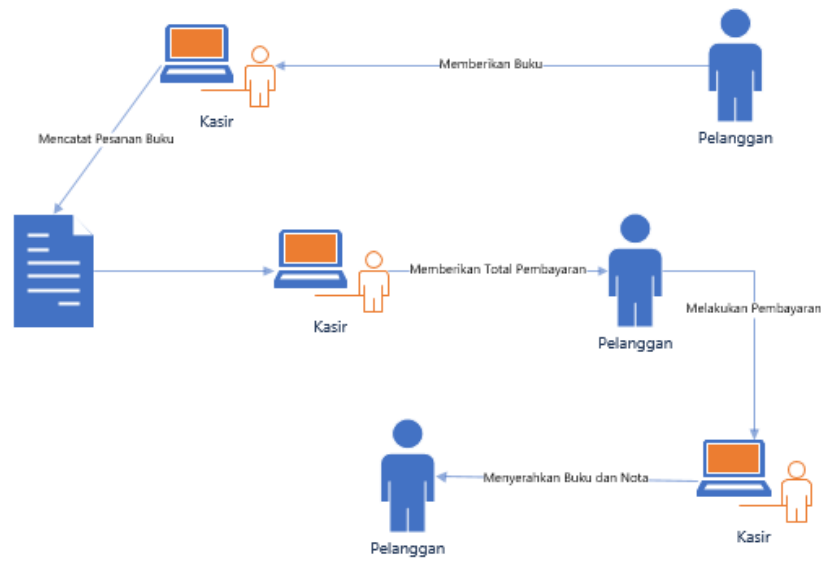 Memberikan Buku
Kasir
Pelanggan
Mencatat Pesanan Buku
Memberikan Total Pembayaran
Melakukan Pembayaran
Kasir
Pelanggan
Menyerahkan Buku dan Nota
Kasir
Pelanggan